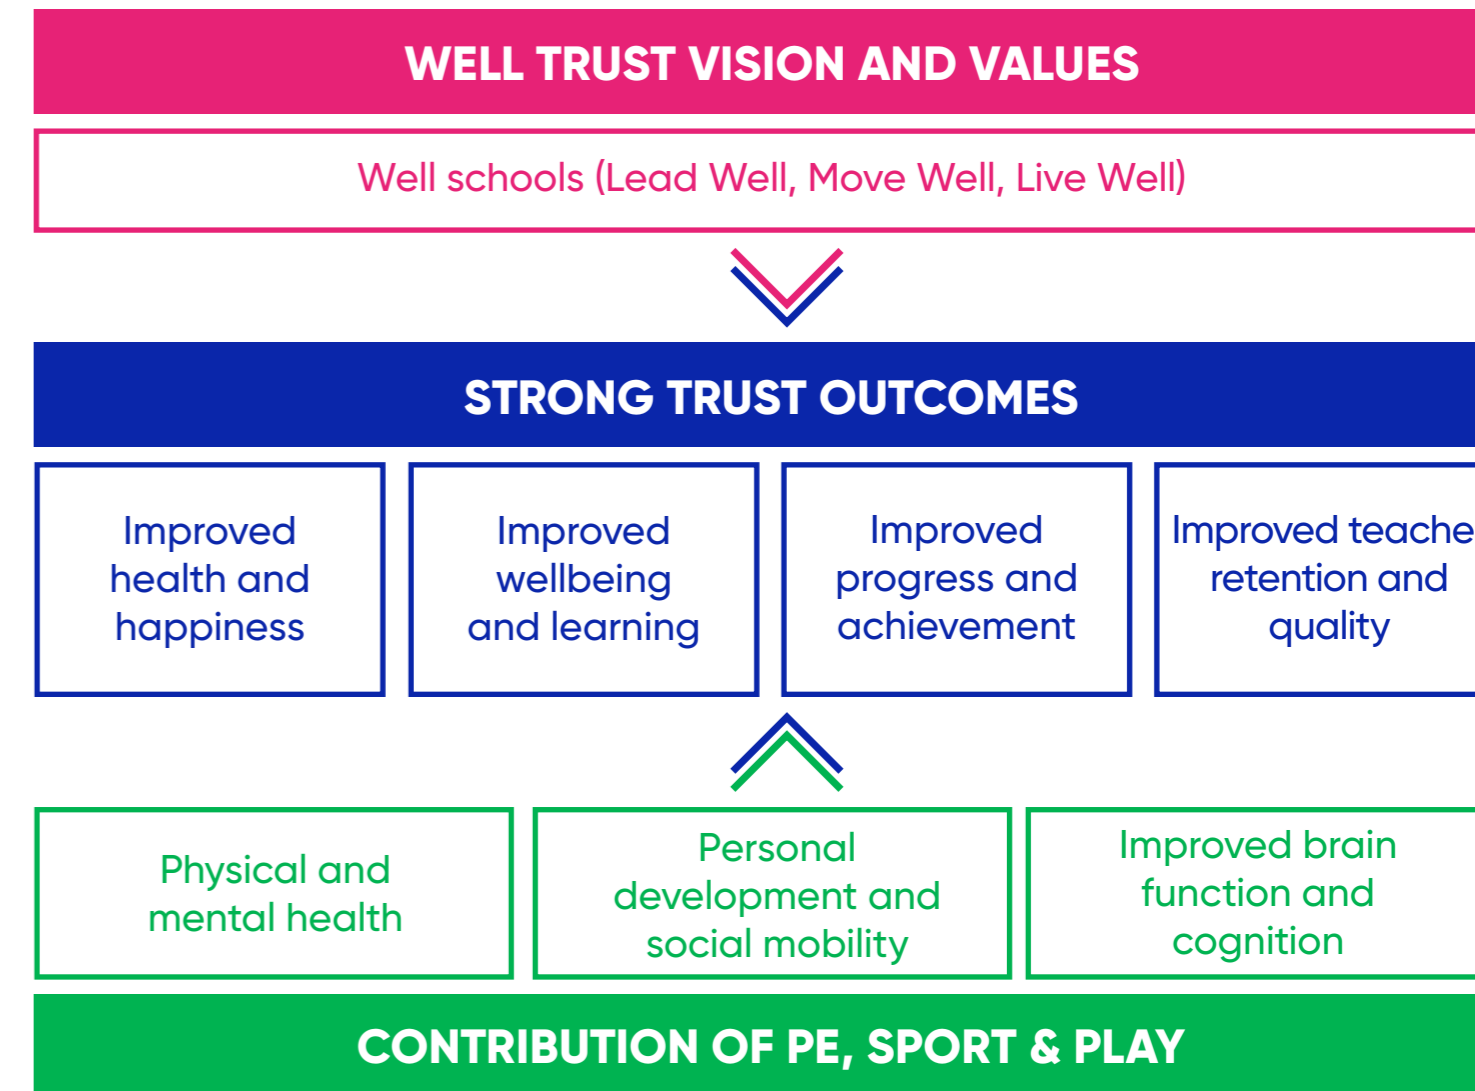 WELL TRUST VISION AND VALUES
Well schools (Lead Well, Move Well, Live Well)
STRONG TRUST OUTCOMES
Improved
health and
happiness
Improved
wellbeing
and learning
Improved
progress and
achievement
Improved teache
retention and
quality
Physical and
mental health
Personal
development and
social mobility
Improved brain
function and
cognition
CONTRIBUTION OF PE, SPORT & PLAY